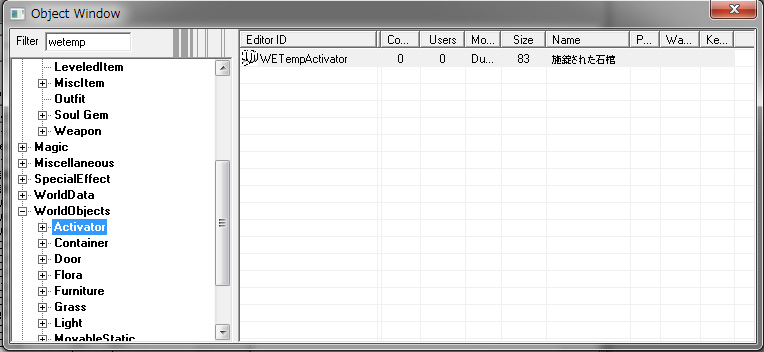 Object Window
Filter wetemp
Editor ID Co... Users Mo... Size Name P... Wa... Ke...
WETempActivator 0 0 Du... 83 施錠された石棺
LeveledItem
MiscItem
Outfit
Soul Gem
Weapon
Magic
Miscellaneous
SpecialEffect
WorldData
WorldObjects
Activator
Container
Door
Flora
Furniture
Grass
Light
MovableStatic